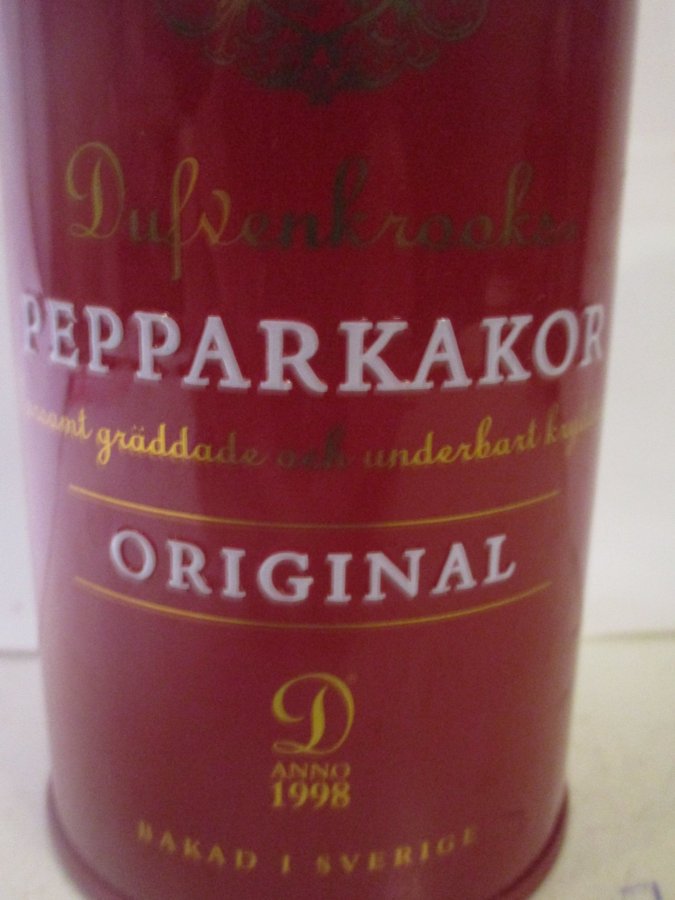 Dufvenkrooks
PEPPARKAKOR
gräddade och underbart
ORIGINAL
D
ANNO
1998
BAKAD I SVERIGE